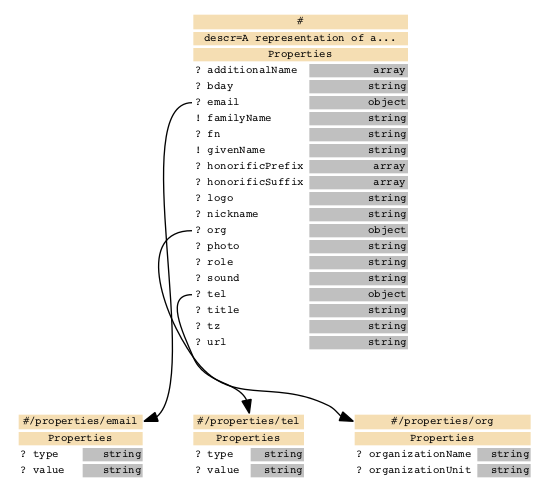 #
descr=A representation of a...
Properties
? additionalName array
? bday string
? email object
! familyName string
? fn string
! givenName string
? honorificPrefix array
? honorificSuffix array
? logo string
? nickname string
? org object
? photo string
? role string
? sound string
? tel object
? title string
? tz string
? url string
#/properties/email
Properties
? type string
? value string
#/properties/tel
Properties
? type string
? value string
#/properties/org
Properties
? organizationName string
? organizationUnit string